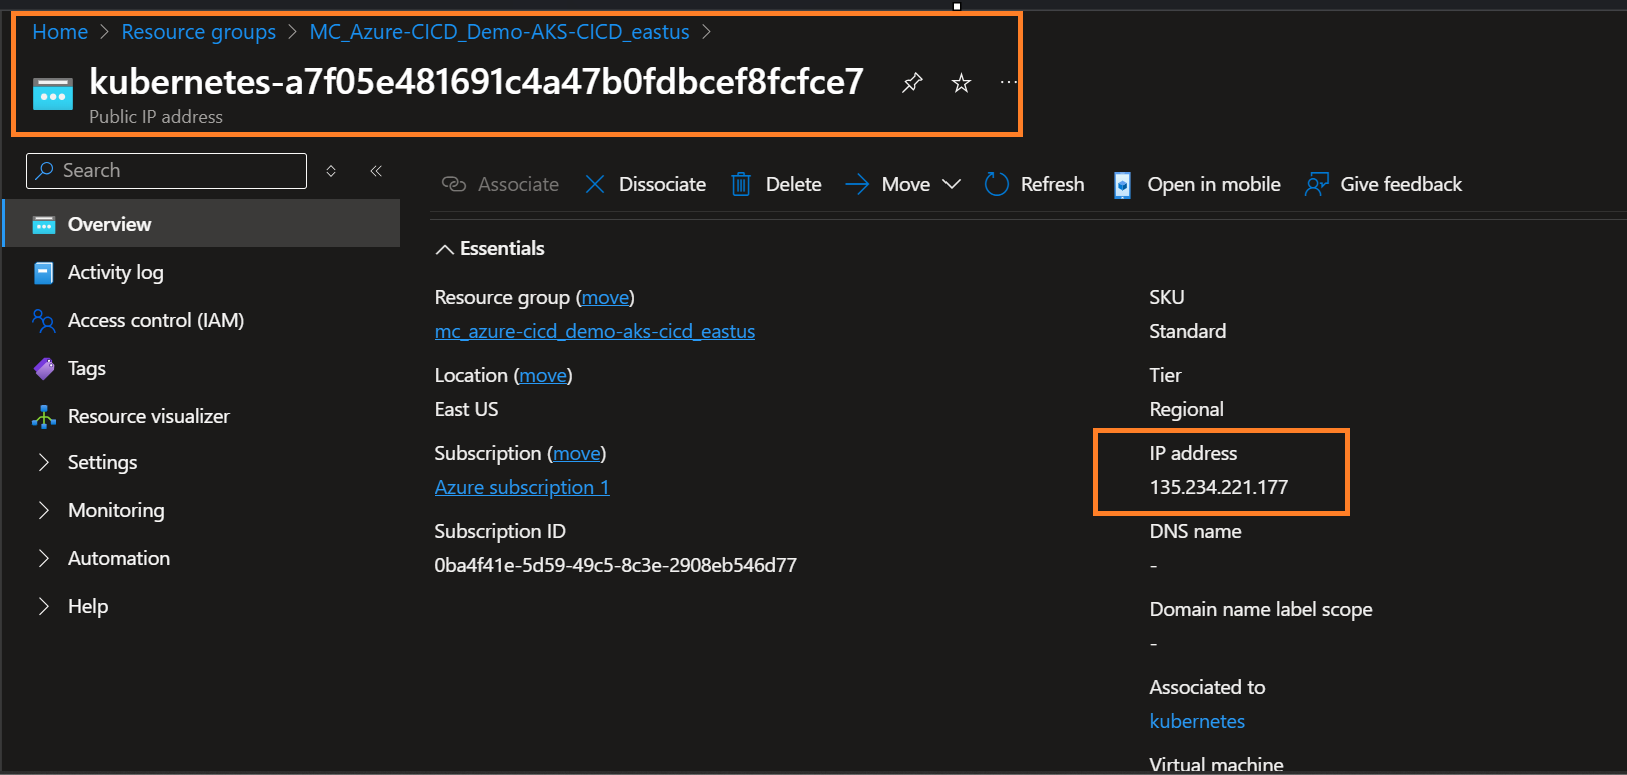 Home > Resource groups > MC_Azure-CICD_Demo-AKS-CICD_eastus >
kubernetes-a7f05e481691c4a47b0fdbcef8fcfce7
Public IP address
Search
Associate
Dissociate
Delete
Move
Refresh
Open in mobile
Give feedback
Overview
Activity log
Access control (IAM)
Tags
Resource visualizer
Settings
Monitoring
Automation
Help
Essentials
Resource group (move)
mc_azure-cicd_demo-aks-cicd_eastus
Location (move)
East US
Subscription (move)
Azure subscription 1
Subscription ID
0ba4f41e-5d59-49c5-8c3e-2908eb546d77
SKU
Standard
Tier
Regional
IP address
135.234.221.177
DNS name
-
Domain name label scope
-
Associated to
kubernetes
Virtual machine